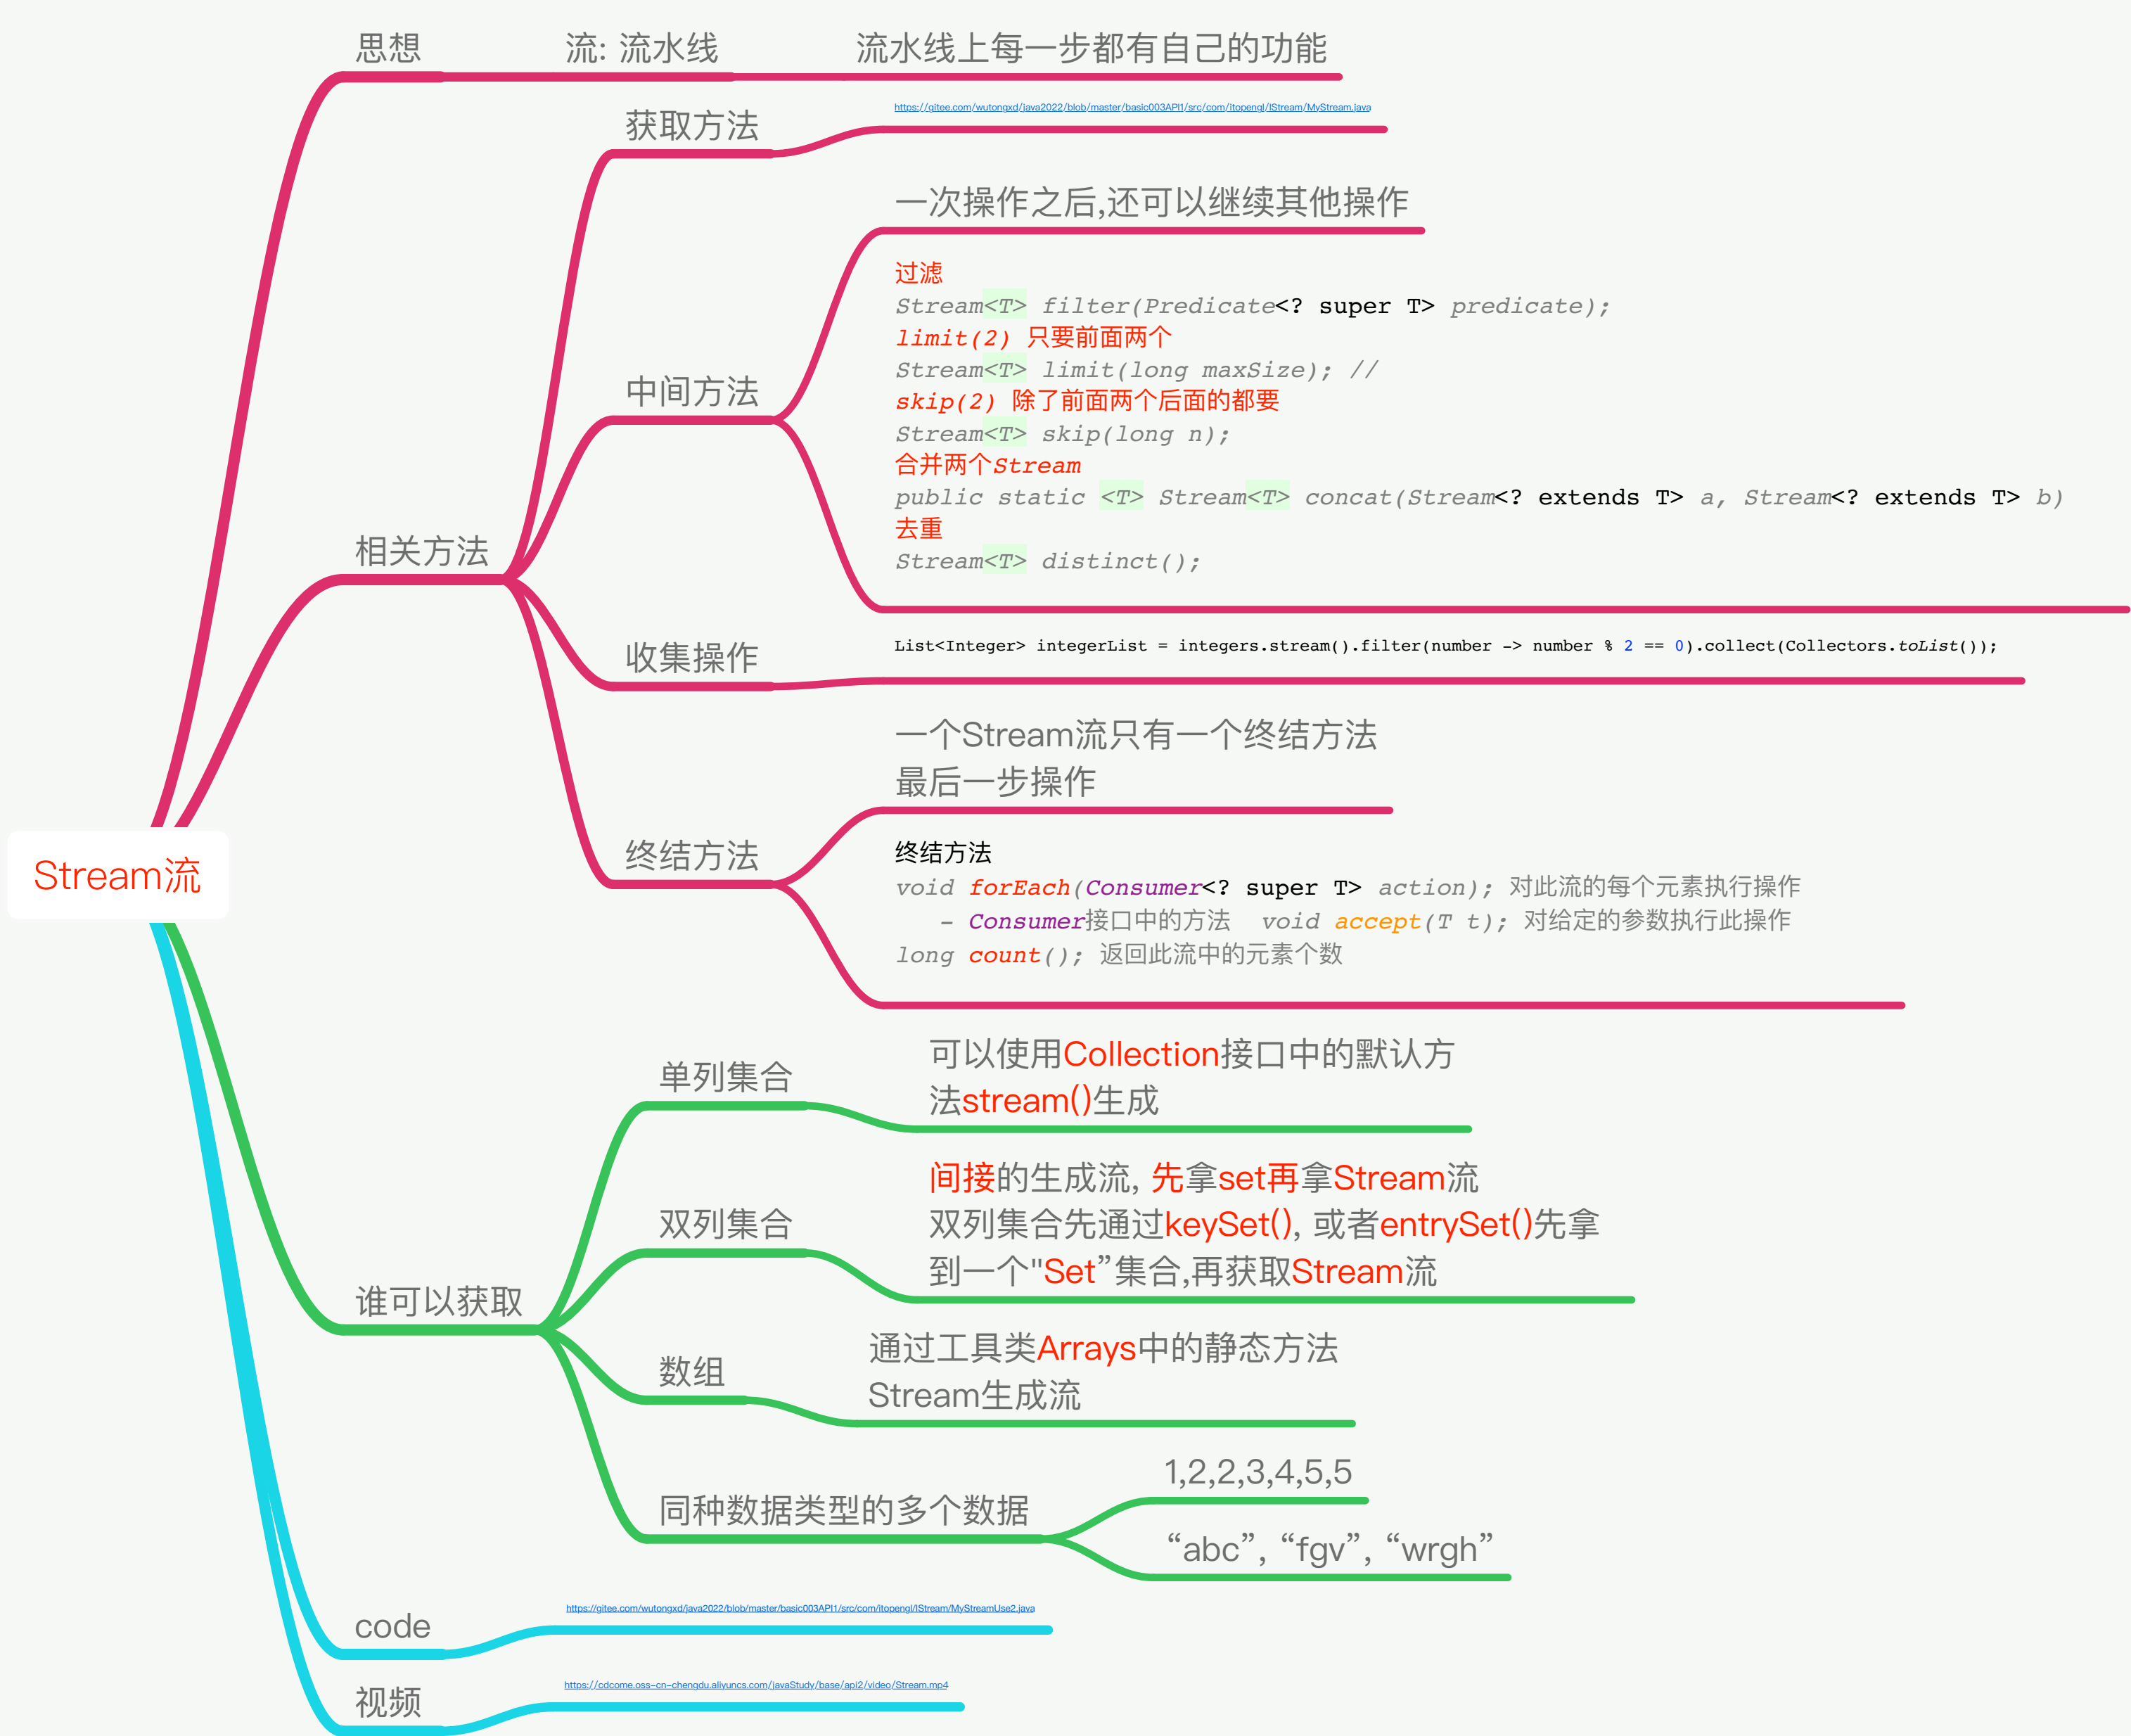 Stream流
思想
流: 流水线
流水线上每一步都有自己的功能
相关方法
获取方法
https://gitee.com/wutongxd/java2022/blob/master/basic003API1/src/com/itopengl/IStream/MyStream.java
中间方法
一次操作之后,还可以继续其他操作
过滤
Stream<T> filter(Predicate<? super T> predicate);
limit(2) 只要前面两个
Stream<T> limit(long maxSize); //
skip(2) 除了前面两个后面的都要
Stream<T> skip(long n);
合并两个Stream
public static <T> Stream<T> concat(Stream<? extends T> a, Stream<? extends T> b)
去重
Stream<T> distinct();
收集操作
List<Integer> integerList = integers.stream().filter(number -> number % 2 == 0).collect(Collectors.toList());
终结方法
一个Stream流只有一个终结方法
最后一步操作
终结方法
void forEach(Consumer<? super T> action); 对此流的每个元素执行操作
- Consumer接口中的方法 void accept(T t); 对给定的参数执行此操作
long count(); 返回此流中的元素个数
谁可以获取
单列集合
可以使用Collection接口中的默认方
法stream()生成
双列集合
间接的生成流, 先拿set再拿Stream流
双列集合先通过keySet(), 或者entrySet()先拿
到一个"Set”集合,再获取Stream流
数组
通过工具类Arrays中的静态方法
Stream生成流
同种数据类型的多个数据
1,2,2,3,4,5,5
“abc”, “fgv”, “wrgh”
code
https://gitee.com/wutongxd/java2022/blob/master/basic003API1/src/com/itopengl/IStream/MyStreamUse2.java
视频
https://cdcome.oss-cn-chengdu.aliyuncs.com/javaStudy/base/api2/video/Stream.mp4